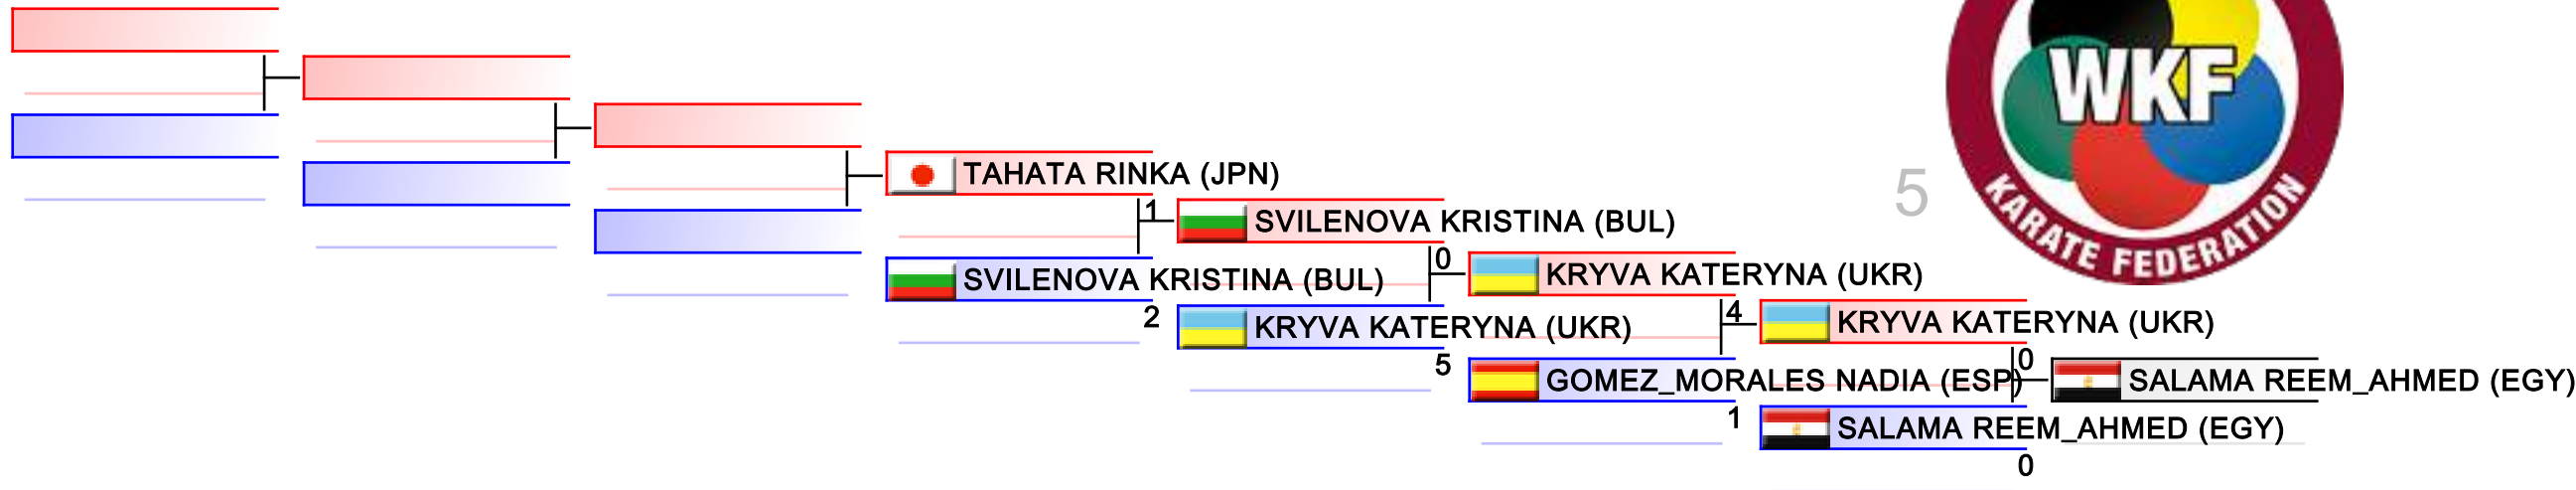 WKF
KARATE FEDERATION
5
TAHATA RINKA (JPN)
1
SVILENOVA KRISTINA (BUL)
SVILENOVA KRISTINA (BUL)
2
0
KRYVA KATERYNA (UKR)
KRYVA KATERYNA (UKR)
5
4
KRYVA KATERYNA (UKR)
GOMEZ_MORALES NADIA (ESP)
1
0
SALAMA REEM_AHMED (EGY)
SALAMA REEM_AHMED (EGY)
0